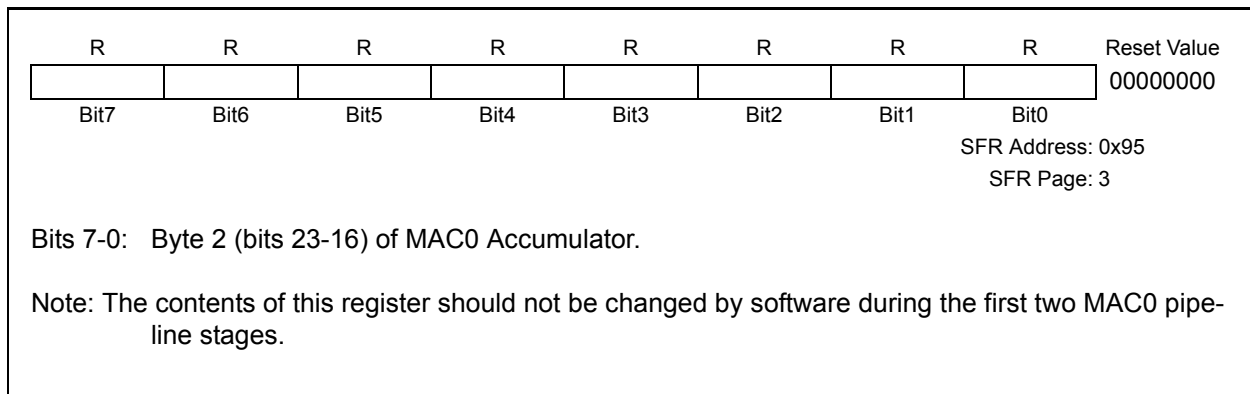 R R R R R R R R Reset Value
00000000
Bit7 Bit6 Bit5 Bit4 Bit3 Bit2 Bit1 Bit0
SFR Address: 0x95
SFR Page: 3
Bits 7-0: Byte 2 (bits 23-16) of MAC0 Accumulator.
Note: The contents of this register should not be changed by software during the first two MAC0 pipe-
line stages.